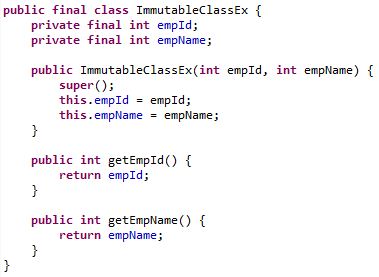 public final class ImmutableClassEx {
    private final int empId;
    private final int empName;

    public ImmutableClassEx(int empId, int empName) {
        super();
        this.empId = empId;
        this.empName = empName;
    }

    public int getEmpId() {
        return empId;
    }

    public int getEmpName() {
        return empName;
    }
}